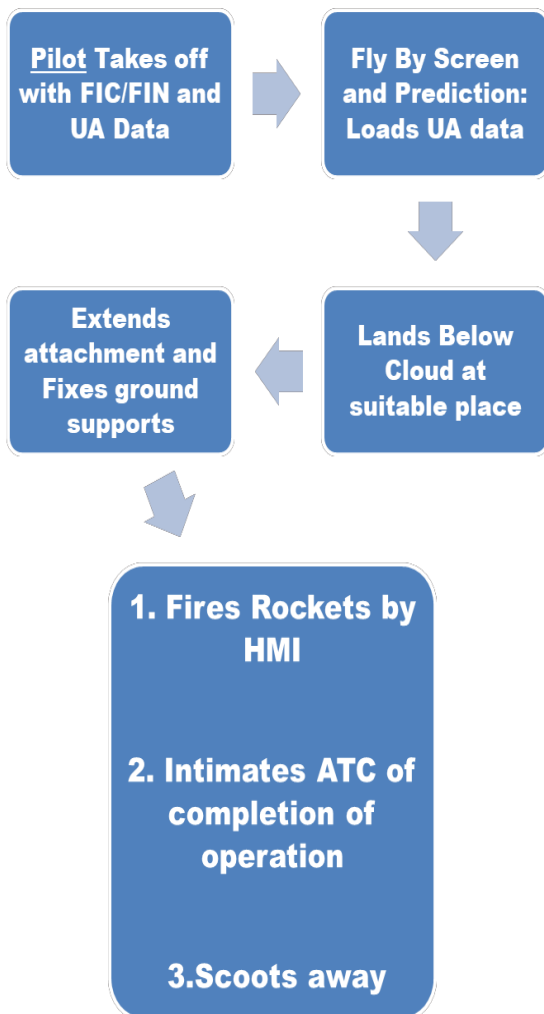 Pilot Takes off
with FIC/FIN and
UA Data
Fly By Screen
and Prediction:
Loads UA data
Lands Below
Cloud at
suitable place
Extends
attachment and
Fixes ground
supports
1. Fires Rockets by
HMI
2. Intimates ATC of
completion of
operation
3.Scoots away